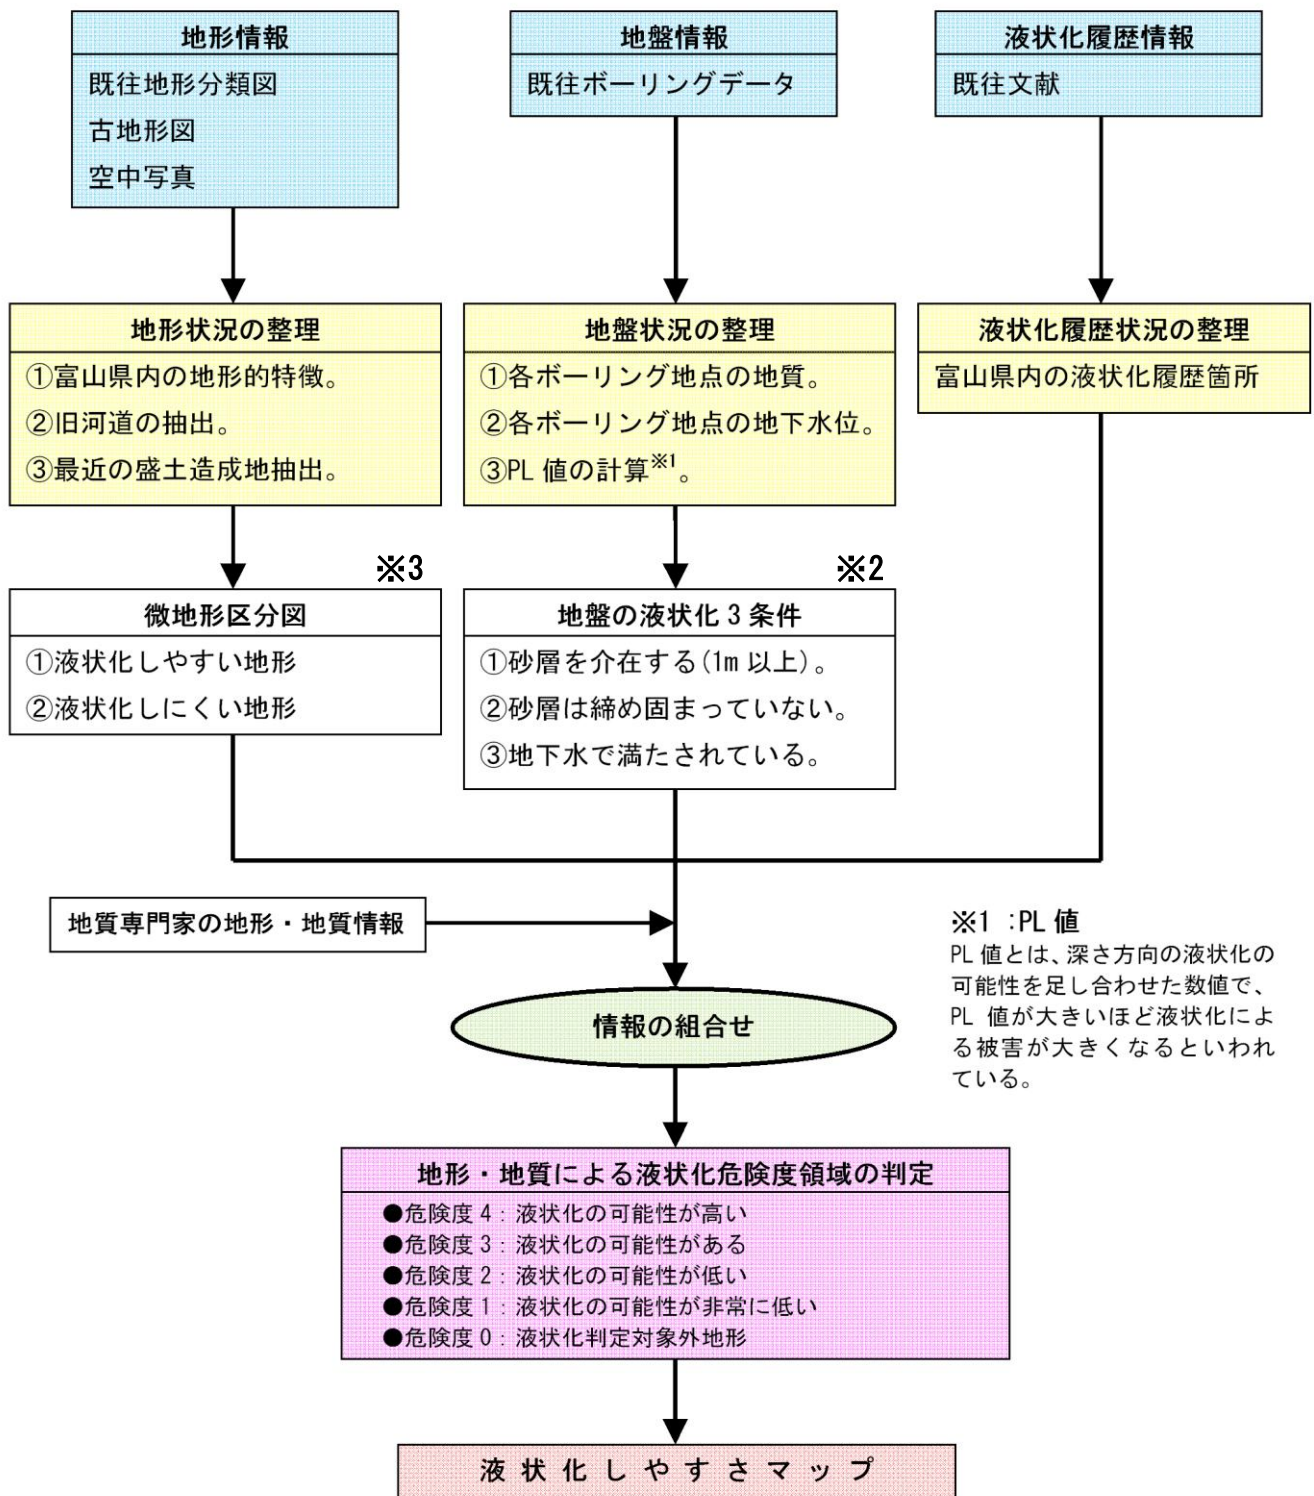 地形情報
既往地形分類図
古地形図
空中写真
地盤情報
既往ボーリングデータ
液状化履歴情報
既往文献
地形状況の整理
①富山県内の地形的特徴。
②旧河道の抽出。
③最近の盛土造成地抽出。
地盤状況の整理
①各ボーリング地点の地質。
②各ボーリング地点の地下水位。
③PL 値の計算※1。
液状化履歴状況の整理
富山県内の液状化履歴箇所
※3
微地形区分図
①液状化しやすい地形
②液状化しにくい地形
※2
地盤の液状化 3 条件
①砂層を介在する(1m 以上)。
②砂層は締め固まっていない。
③地下水で満たされている。
地質専門家の地形・地質情報
※1 ：PL 値
PL 値とは、深さ方向の液状化の
可能性を足し合わせた数値で、
PL 値が大きいほど液状化によ
る被害が大きくなるといわれ
ている。
情報の組合せ
地形・地質による液状化危険度領域の判定
●危険度 4：液状化の可能性が高い
●危険度 3：液状化の可能性がある
●危険度 2：液状化の可能性が低い
●危険度 1：液状化の可能性が非常に低い
●危険度 0：液状化判定対象外地形
液 状 化 し や す さ マ ッ プ